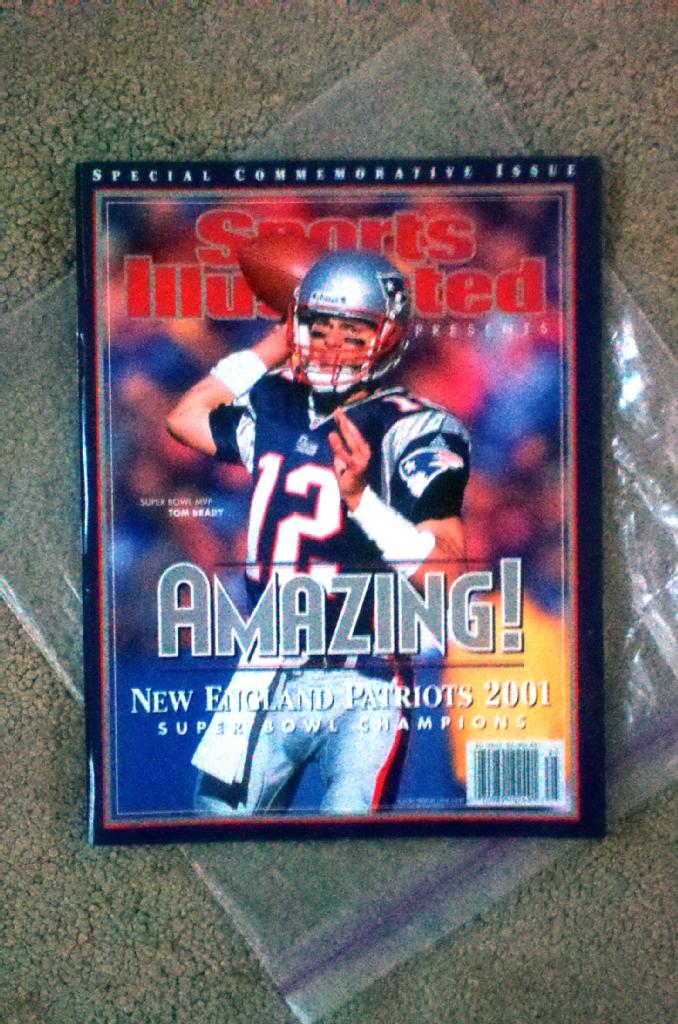 SPECIAL COMMEMORATIVE ISSUE
Sports
Illustrated
PRESENTS
12
12
SUPER BOWL MVP
TOM BRADY
AMAZING!
NEW ENGLAND PATRIOTS 2001
SUPER BOWL CHAMPIONS